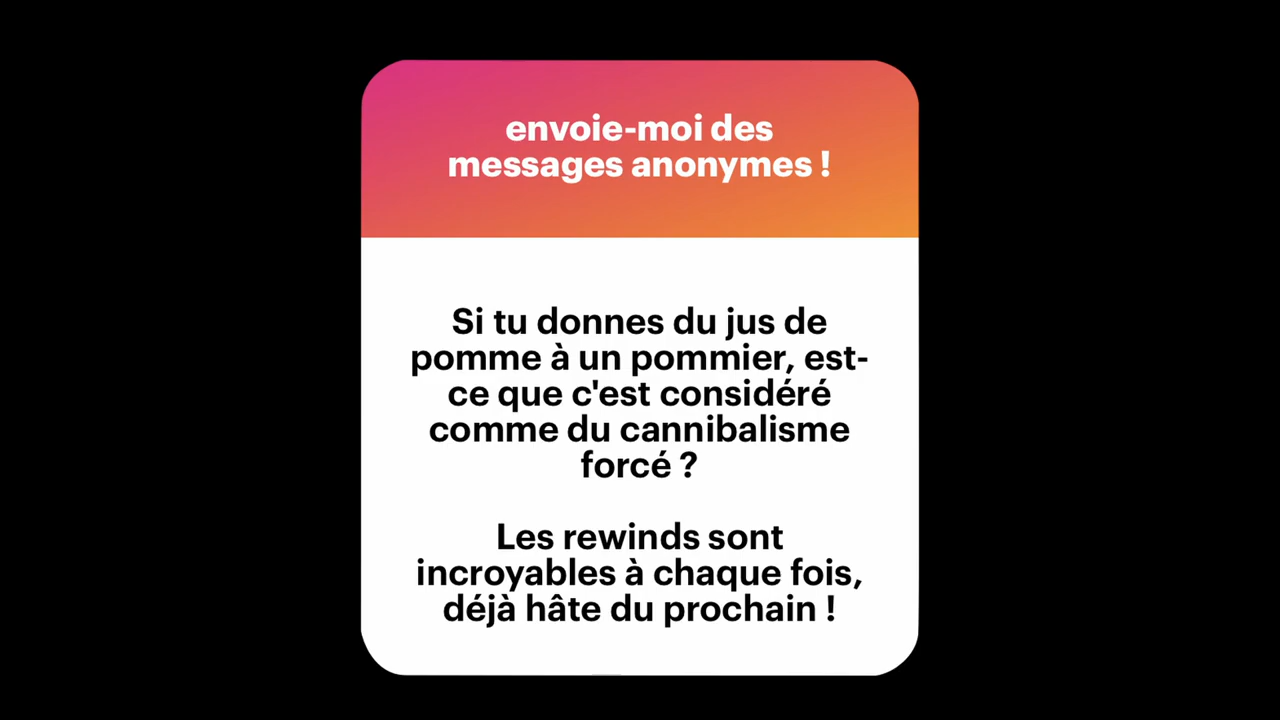 envoie-moi des
messages anonymes !
Si tu donnes du jus de
pomme à un pommier, est-
ce que c'est considéré
comme du cannibalisme
forcé ?
Les rewinds sont
incroyables à chaque fois,
déjà hâte du prochain !